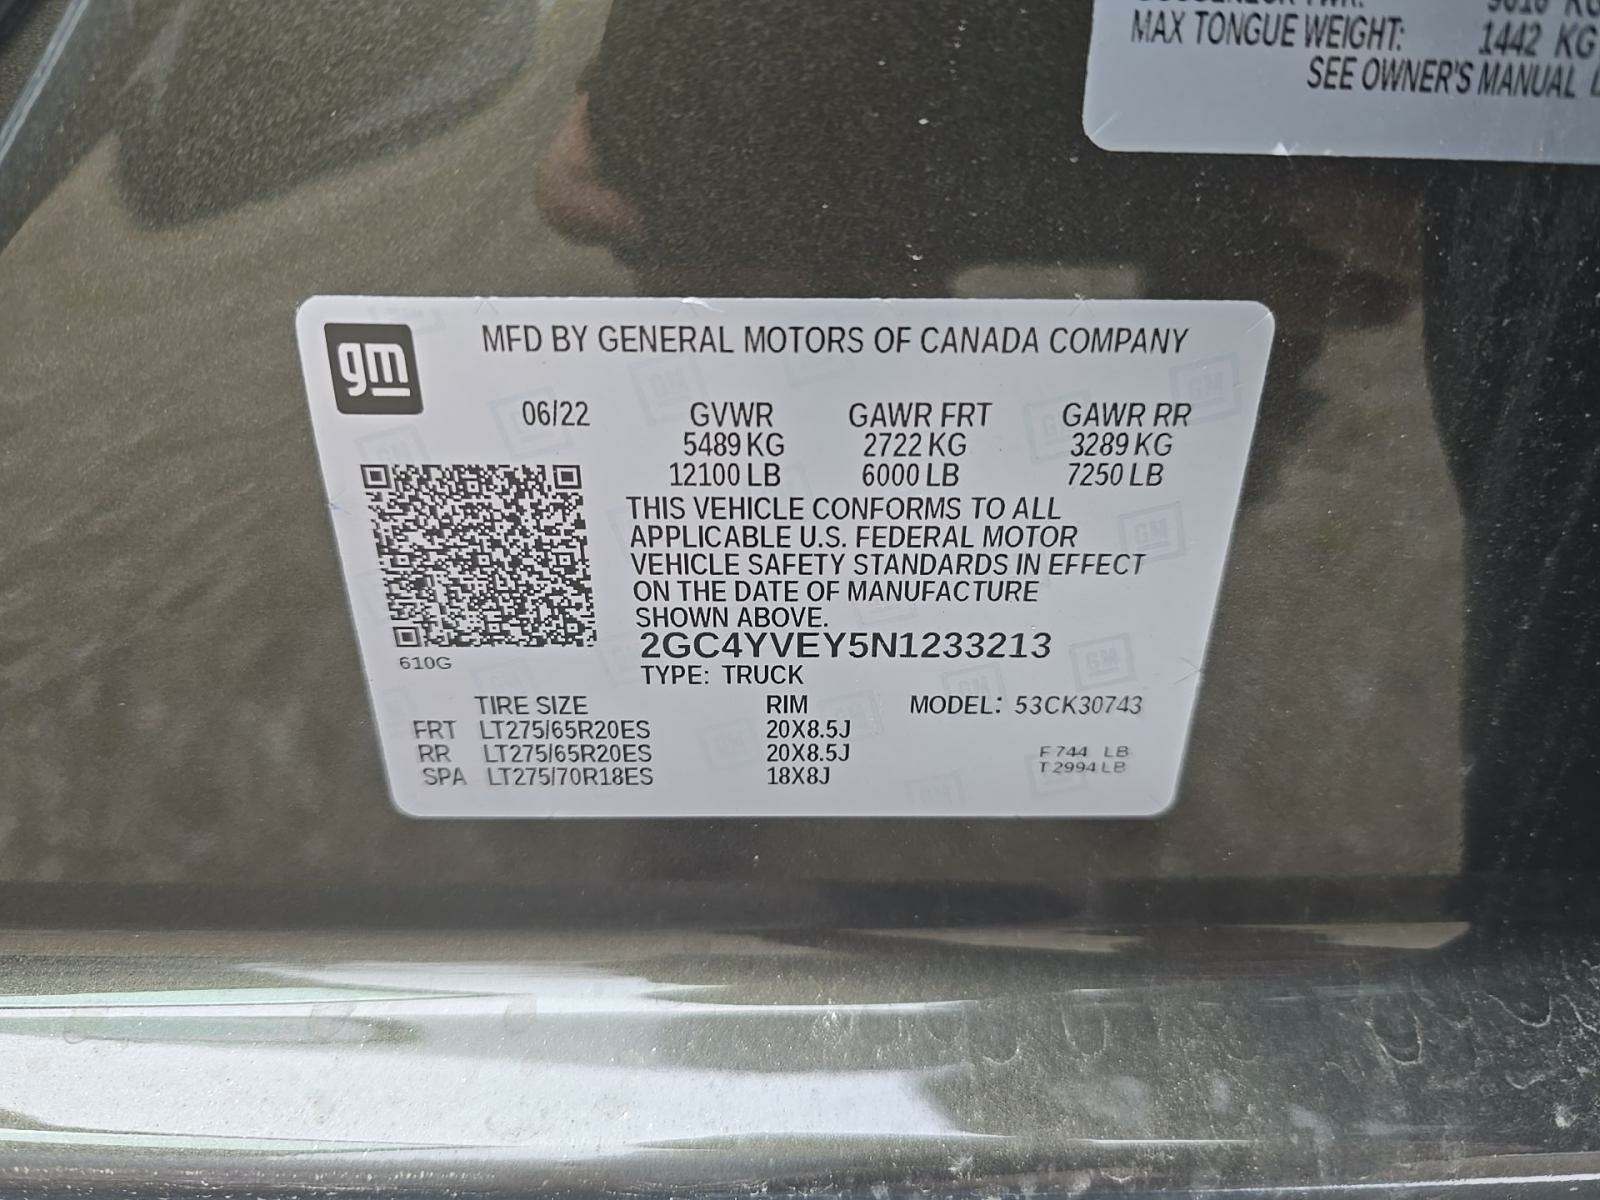 MAX TONGUE WEIGHT: 1442 KG
SEE OWNER'S MANUAL
gm
MFD BY GENERAL MOTORS OF CANADA COMPANY
06/22 GVWR GAWR FRT GAWR RR
5489 KG 2722 KG 3289 KG
12100 LB 6000 LB 7250 LB
THIS VEHICLE CONFORMS TO ALL
APPLICABLE U.S. FEDERAL MOTOR
VEHICLE SAFETY STANDARDS IN EFFECT
ON THE DATE OF MANUFACTURE
SHOWN ABOVE.
2GC4YVEY5N1233213
610G
TYPE: TRUCK
TIRE SIZE RIM MODEL: 53CK30743
FRT LT275/65R20ES 20X8.5J
RR LT275/65R20ES 20X8.5J F 744 LB
SPA LT275/70R18ES 18X8J T 2994 LB